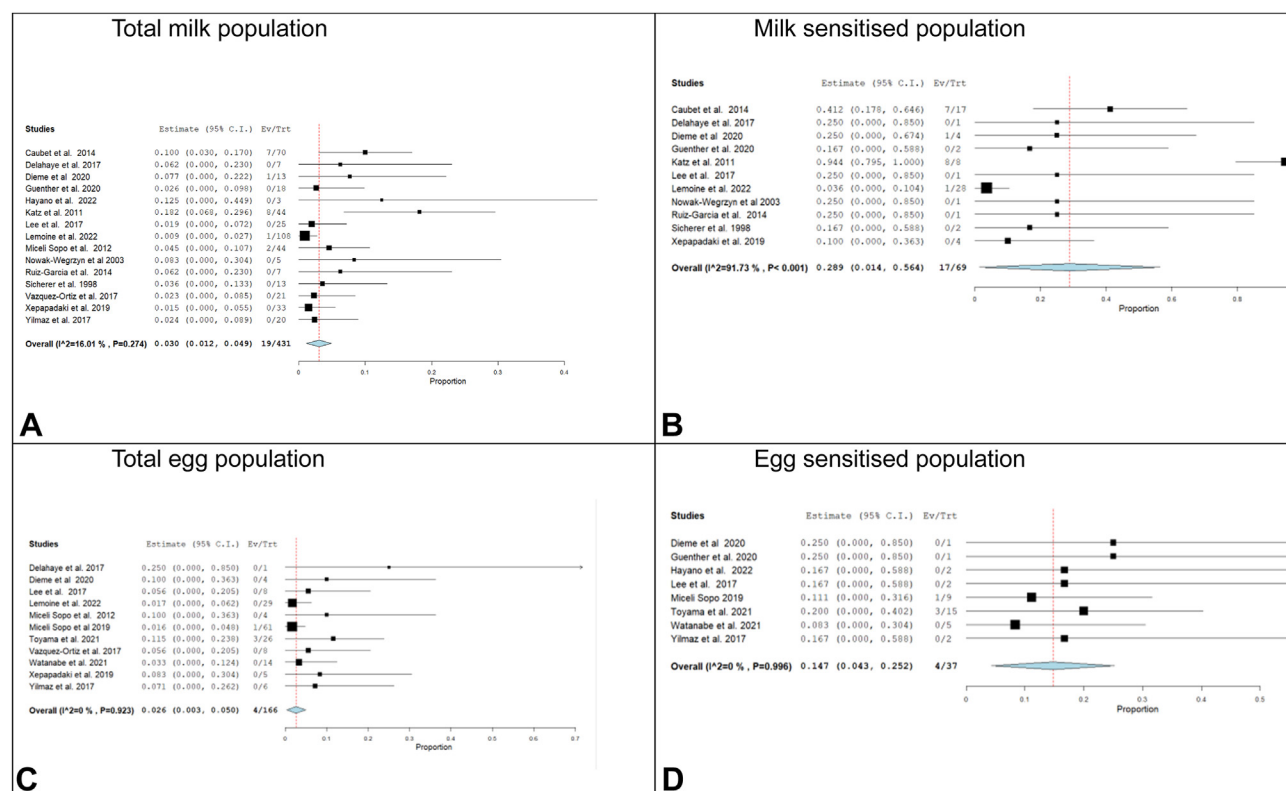 Total milk population
Studies Estimate (95% C.I.) Ev/Trt
Caubet et al. 2014 0.100 (0.030, 0.170) 7/70
Delahaye et al. 2017 0.062 (0.000, 0.230) 0/7
Dieme et al 2020 0.077 (0.000, 0.222) 1/13
Guenther et al. 2020 0.026 (0.000, 0.098) 0/18
Hayano et al. 2022 0.125 (0.000, 0.449) 0/3
Katz et al. 2011 0.182 (0.068, 0.296) 8/44
Lee et al. 2017 0.019 (0.000, 0.072) 0/25
Lemoine et al. 2022 0.009 (0.000, 0.027) 1/108
Miceli Sopo et al. 2012 0.045 (0.000, 0.107) 2/44
Nowak-Wegrzyn et al 2003 0.083 (0.000, 0.304) 0/5
Ruiz-Garcia et al. 2014 0.062 (0.000, 0.230) 0/7
Sicherer et al. 1998 0.036 (0.000, 0.133) 0/13
Vazquez-Ortiz et al. 2017 0.023 (0.000, 0.085) 0/21
Xepapadaki et al. 2019 0.015 (0.000, 0.055) 0/33
Yilmaz et al. 2017 0.024 (0.000, 0.089) 0/20
Overall (I^2=16.01 % , P=0.274) 0.030 (0.012, 0.049) 19/431
0 0.1 0.2 0.3 0.4
Proportion
A
Milk sensitised population
Studies Estimate (95% C.I.) Ev/Trt
Caubet et al. 2014 0.412 (0.178, 0.646) 7/17
Delahaye et al. 2017 0.250 (0.000, 0.850) 0/1
Dieme et al 2020 0.250 (0.000, 0.674) 1/4
Guenther et al. 2020 0.167 (0.000, 0.588) 0/2
Katz et al. 2011 0.944 (0.795, 1.000) 8/8
Lee et al. 2017 0.250 (0.000, 0.850) 0/1
Lemoine et al. 2022 0.036 (0.000, 0.104) 1/28
Nowak-Wegrzyn et al 2003 0.250 (0.000, 0.850) 0/1
Ruiz-Garcia et al. 2014 0.250 (0.000, 0.850) 0/1
Sicherer et al. 1998 0.167 (0.000, 0.588) 0/2
Xepapadaki et al. 2019 0.100 (0.000, 0.363) 0/4
Overall (I^2=91.73 % , P< 0.001) 0.289 (0.014, 0.564) 17/69
0 0.2 0.4 0.6 0.8
Proportion
B
Total egg population
Studies Estimate (95% C.I.) Ev/Trt
Delahaye et al. 2017 0.250 (0.000, 0.850) 0/1
Dieme et al. 2020 0.100 (0.000, 0.363) 0/4
Lee et al. 2017 0.056 (0.000, 0.205) 0/8
Lemoine et al. 2022 0.017 (0.000, 0.062) 0/29
Miceli Sopo et al. 2012 0.100 (0.000, 0.363) 0/4
Miceli Sopo et al 2019 0.016 (0.000, 0.048) 1/61
Toyama et al. 2021 0.115 (0.000, 0.238) 3/26
Vazquez-Ortiz et al. 2017 0.056 (0.000, 0.205) 0/8
Watanabe et al. 2021 0.033 (0.000, 0.124) 0/14
Xepapadaki et al. 2019 0.083 (0.000, 0.304) 0/5
Yilmaz et al. 2017 0.071 (0.000, 0.262) 0/6
Overall (I^2=0 % , P=0.923) 0.026 (0.003, 0.050) 4/166
0 0.1 0.2 0.3 0.4 0.5 0.6 0.7
Proportion
C
Egg sensitised population
Studies Estimate (95% C.I.) Ev/Trt
Dieme et al 2020 0.250 (0.000, 0.850) 0/1
Guenther et al. 2020 0.250 (0.000, 0.850) 0/1
Hayano et al. 2022 0.167 (0.000, 0.588) 0/2
Lee et al. 2017 0.167 (0.000, 0.588) 0/2
Miceli Sopo 2019 0.111 (0.000, 0.316) 1/9
Toyama et al. 2021 0.200 (0.000, 0.402) 3/15
Watanabe et al. 2021 0.083 (0.000, 0.304) 0/5
Yilmaz et al. 2017 0.167 (0.000, 0.588) 0/2
Overall (I^2=0 % , P=0.996) 0.147 (0.043, 0.252) 4/37
0 0.1 0.2 0.3 0.4 0.5
Proportion
D